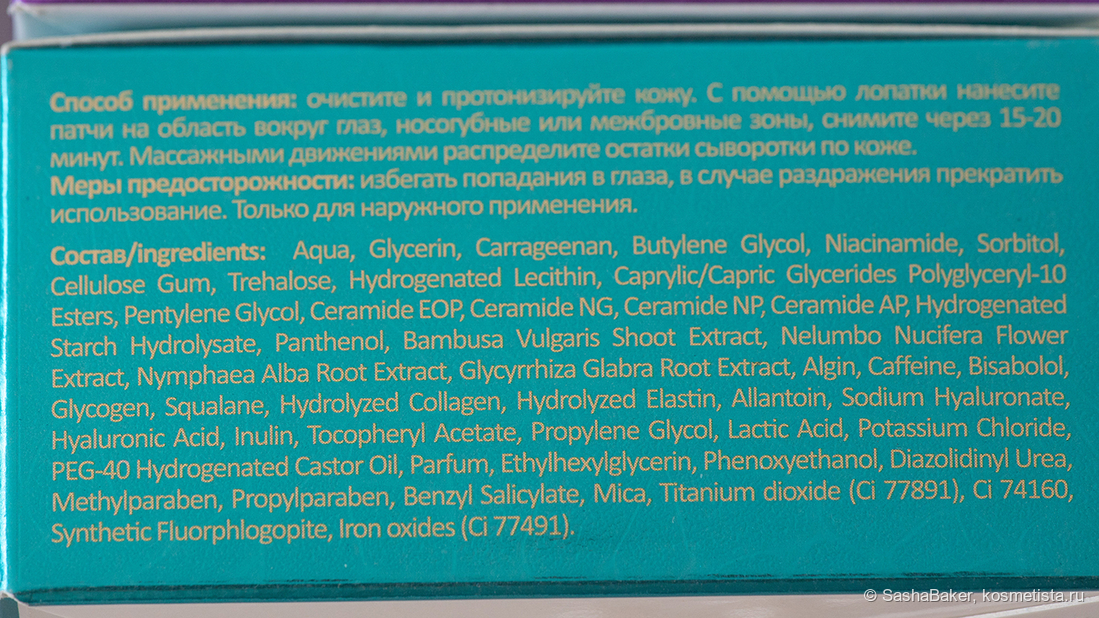 Способ применения: очистите и протонизируйте кожу. С помощью лопатки нанесите
патчи на область вокруг глаз, носогубные или межбровные зоны, снимите через 15-20
минут. Массажными движениями распределите остатки сыворотки по коже.
Меры предосторожности: избегать попадания в глаза, в случае раздражения прекратить
использование. Только для наружного применения.
Состав/ingredients: Aqua, Glycerin, Carrageenan, Butylene Glycol, Niacinamide, Sorbitol,
Cellulose Gum, Trehalose, Hydrogenated Lecithin, Caprylic/Capric Glycerides Polyglyceryl-10
Esters, Pentylene Glycol, Ceramide EOP, Ceramide NG, Ceramide NP, Ceramide AP, Hydrogenated
Starch Hydrolysate, Panthenol, Bambusa Vulgaris Shoot Extract, Nelumbo Nucifera Flower
Extract, Nymphaea Alba Root Extract, Glycyrrhiza Glabra Root Extract, Algin, Caffeine, Bisabolol,
Glycogen, Squalane, Hydrolyzed Collagen, Hydrolyzed Elastin, Allantoin, Sodium Hyaluronate,
Hyaluronic Acid, Inulin, Tocopheryl Acetate, Propylene Glycol, Lactic Acid, Potassium Chloride,
PEG-40 Hydrogenated Castor Oil, Parfum, Ethylhexylglycerin, Phenoxyethanol, Diazolidinyl Urea,
Methylparaben, Propylparaben, Benzyl Salicylate, Mica, Titanium dioxide (Ci 77891), Ci 74160,
Synthetic Fluorphlogopite, Iron oxides (Ci 77491).
© SashaBaker, kosmetista.ru